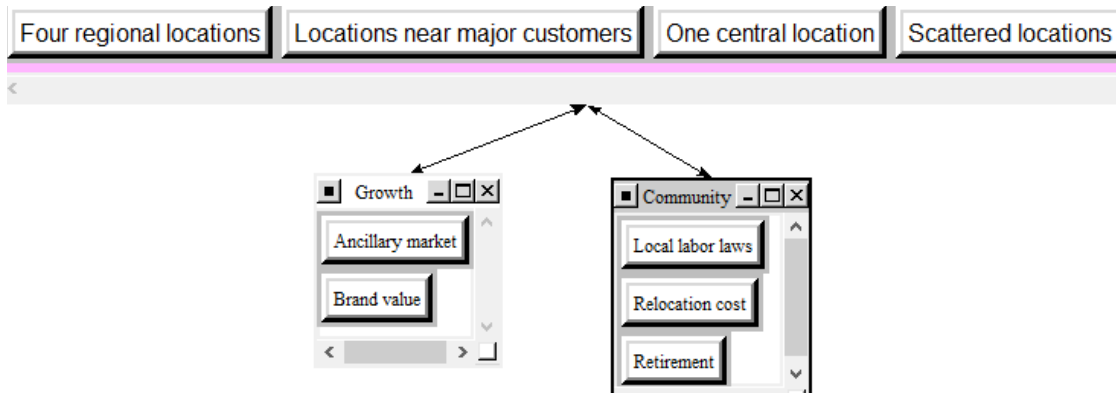 Four regional locations
Locations near major customers
One central location
Scattered locations
Growth
Community
Ancillary market
Local labor laws
Brand value
Relocation cost
Retirement